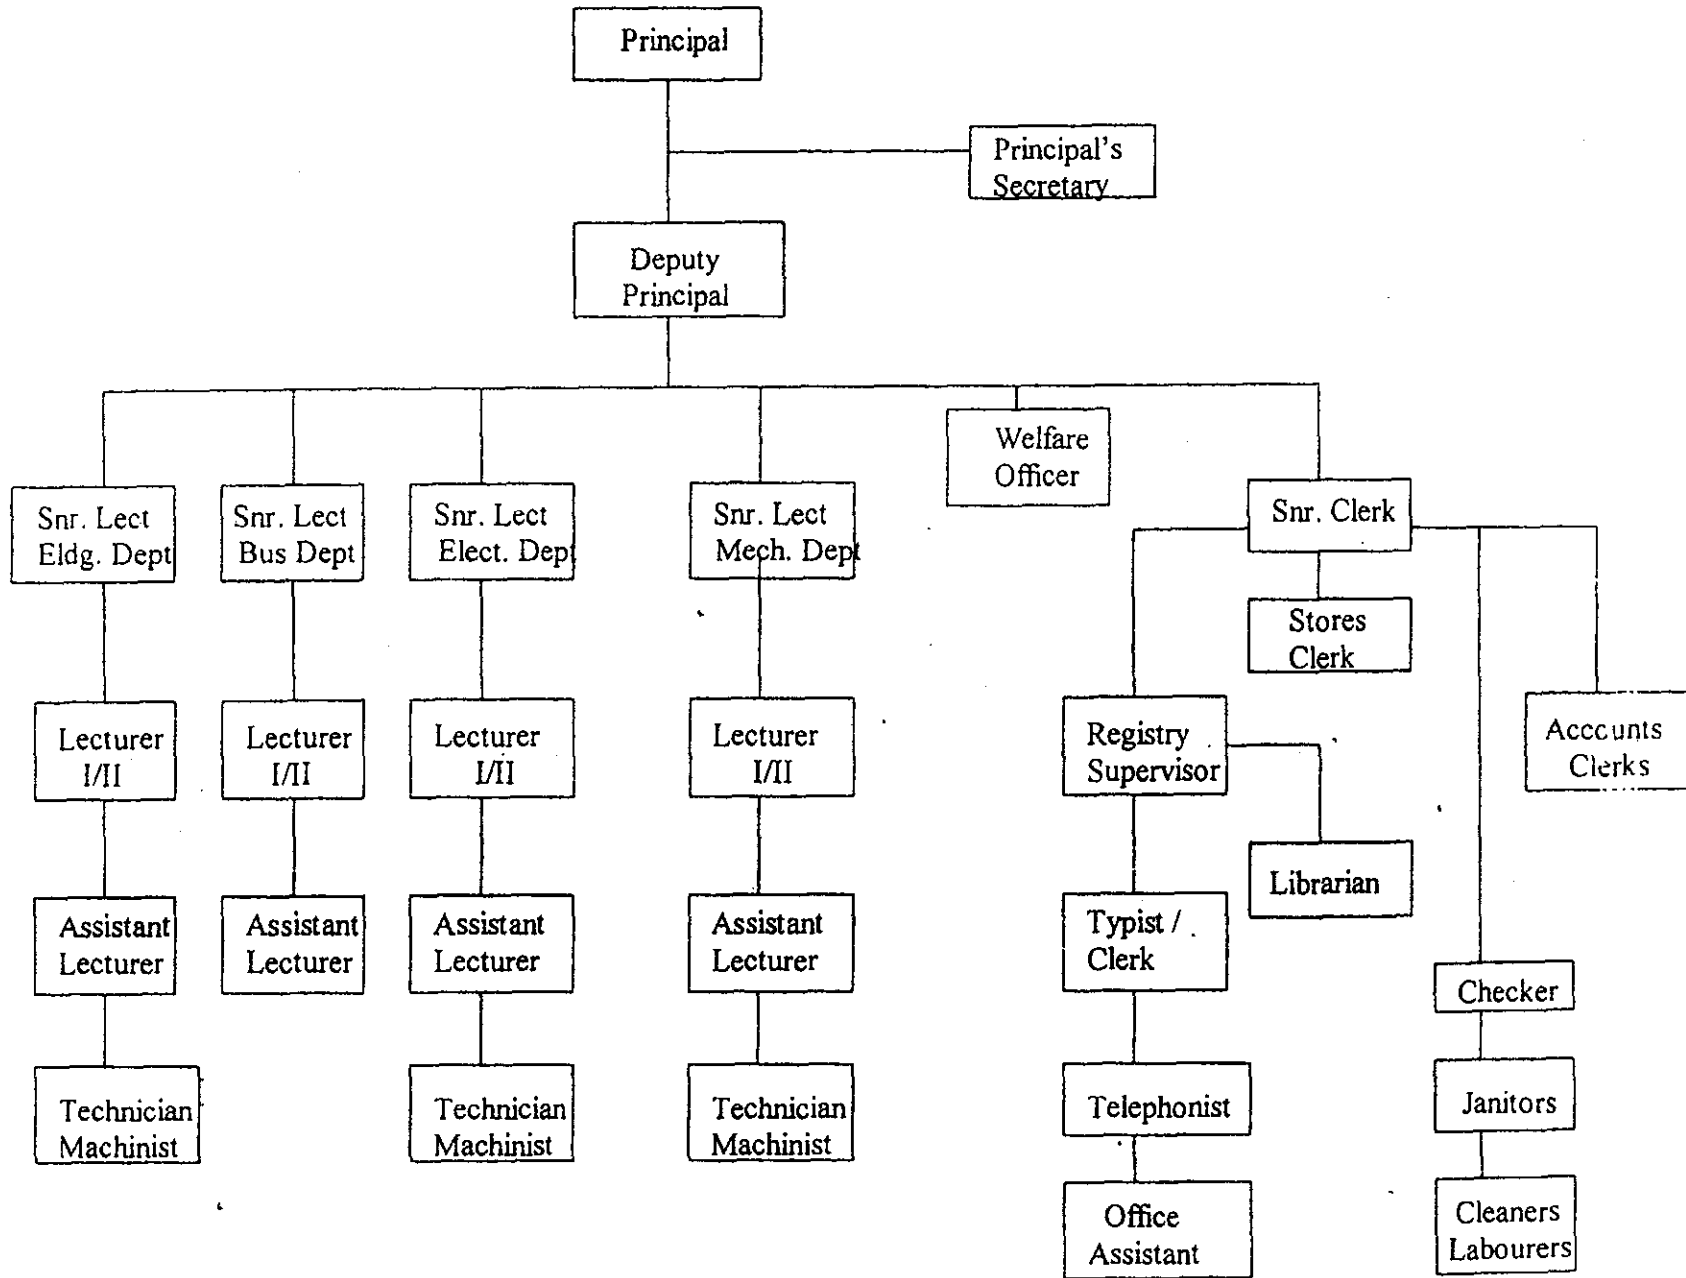 Principal
Principal's
Secretary
Deputy
Principal
Welfare
Officer
Snr. Lect
Eldg. Dept
Snr. Lect
Bus Dept
Snr. Lect
Elect. Dept
Snr. Lect
Mech. Dept
Snr. Clerk
Stores
Clerk
Lecturer
I/II
Lecturer
I/II
Lecturer
I/II
Lecturer
I/II
Registry
Supervisor
Acccunts
Clerks
Librarian
Assistant
Lecturer
Assistant
Lecturer
Assistant
Lecturer
Assistant
Lecturer
Typist /
Clerk
Checker
Technician
Machinist
Technician
Machinist
Technician
Machinist
Telephonist
Janitors
Office
Assistant
Cleaners
Labourers